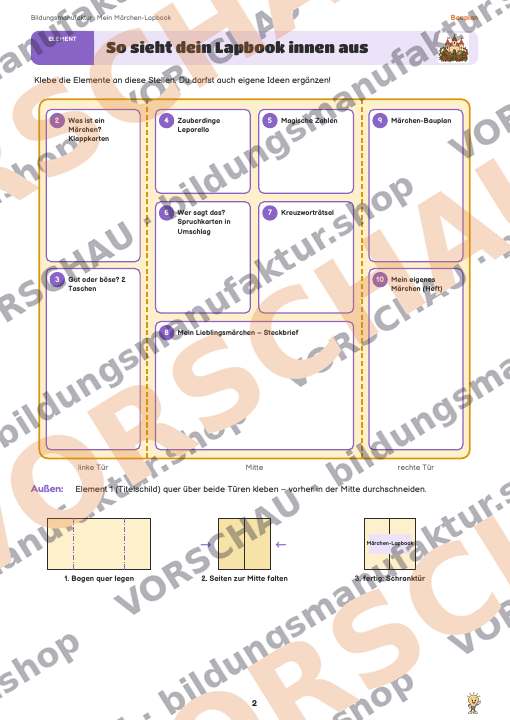 Bildungsmanufaktur: Mein Märchen-Lapbook
Bauplan
ELEMENT
So sieht dein Lapbook innen aus
Klebe die Elemente an diese Stellen. Du darfst auch eigene Ideen ergänzen!
2 Was ist ein
Märchen?
Klappkarten
4 Zauberdinge
Leporello
5 Magische Zahlen
9 Märchen-Bauplan
6 Wer sagt das?
Spruchkarten in
Umschlag
7 Kreuzworträtsel
3 Gut oder böse? 2
Taschen
10 Mein eigenes
Märchen (Heft)
8 Mein Lieblingsmärchen – Steckbrief
linke Tür
Mitte
rechte Tür
Außen: Element 1 (Titelschild) quer über beide Türen kleben – vorher in der Mitte durchschneiden.
→
←
Märchen-Lapbook
1. Bogen quer legen
2. Seiten zur Mitte falten
3. fertig: Schranktür
2
VORSCHAU · bildungsmanufaktur.shop
VORSCHAU